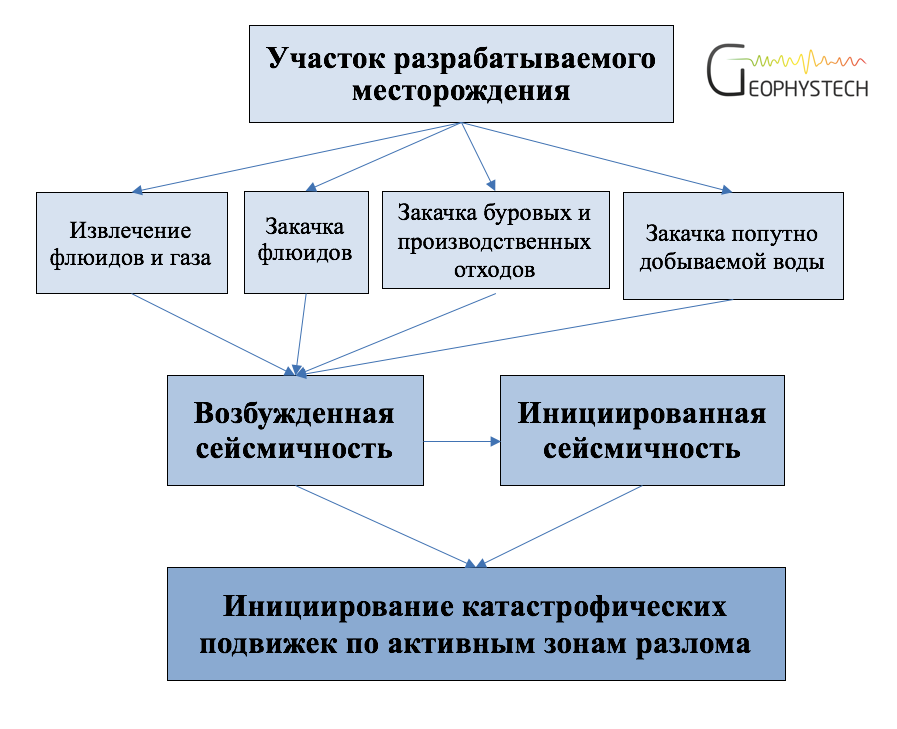 Участок разрабатываемого
месторождения
GEOPHYSTECH
Извлечение
флюидов и газа
Закачка
флюидов
Закачка буровых и
производственных
отходов
Закачка попутно
добываемой воды
Возбужденная
сейсмичность
Инициированная
сейсмичность
Инициирование катастрофических
подвижек по активным зонам разлома